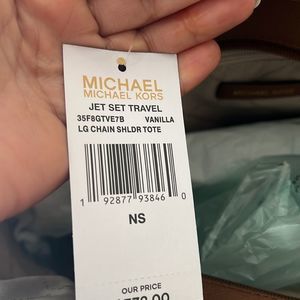 MICHAEL
MICHAEL KORS
JET SET TRAVEL
35F8GTVE7B VANILLA
LG CHAIN SHLDR TOTE
1 92877 93846 0
NS
OUR PRICE